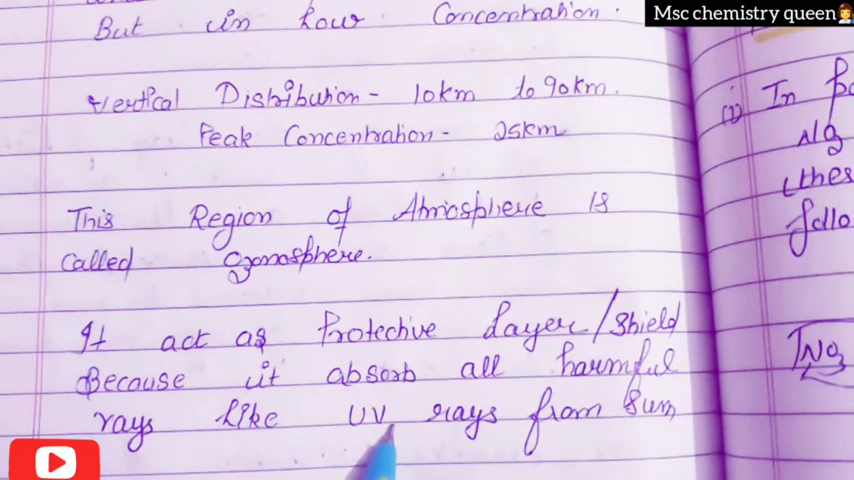 But in low Concentration.
Msc chemistry queen👩‍🔬
Vertical Distribution - 10km to 90km.
Peak Concentration - 25km
This Region of Atmosphere is
Called Ozonosphere.
It act as Protective Layer/Shield
Because it absorb all harmful
rays like UV rays from Sun
(i) In
follo